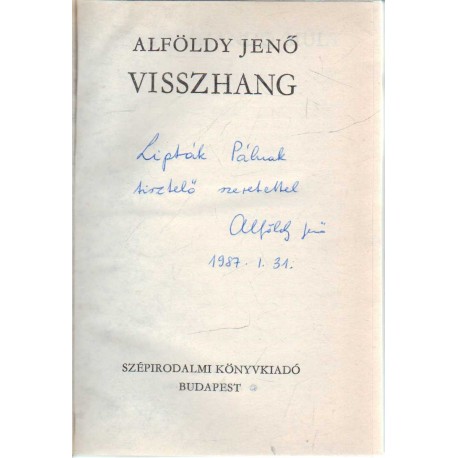 ALFÖLDY JENŐ
VISSZHANG
Lipták Pálnak
tisztelő szeretettel
Alföldy Jenő
1987. I. 31.
SZÉPIRODALMI KÖNYVKIADÓ
BUDAPEST